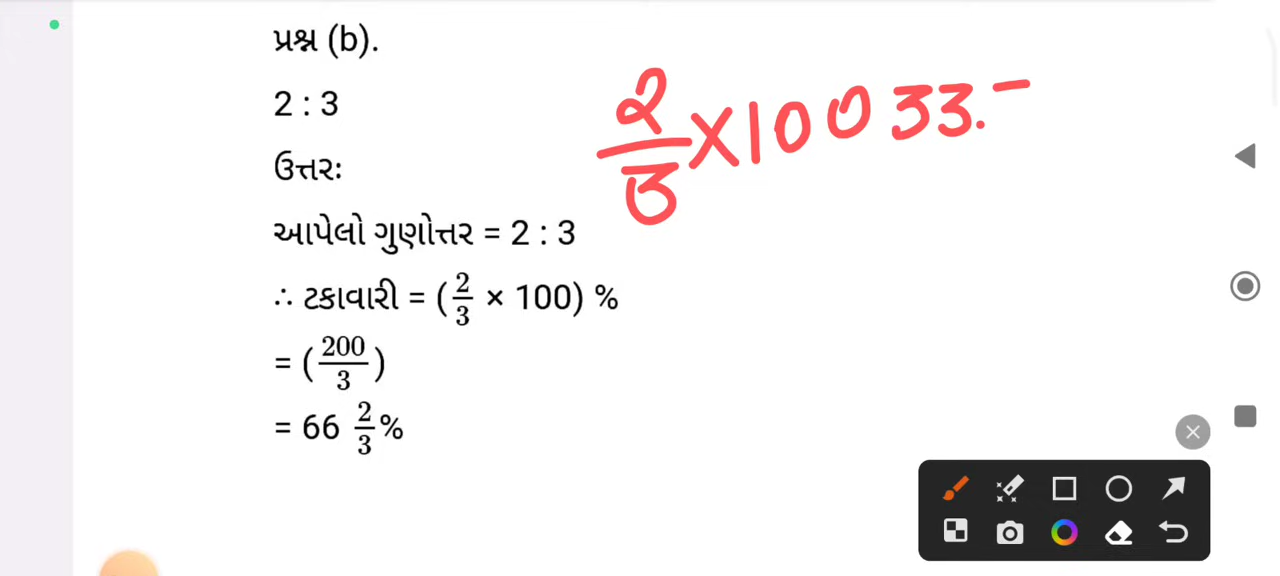 પ્રશ્ન (b).
2 : 3
ઉત્તરઃ
આપેલો ગુણોત્તર = 2 : 3
∴ ટકાવારી = (2/3 × 100) %
= (200/3)
= 66 2/3%
2/3 × 100 33.